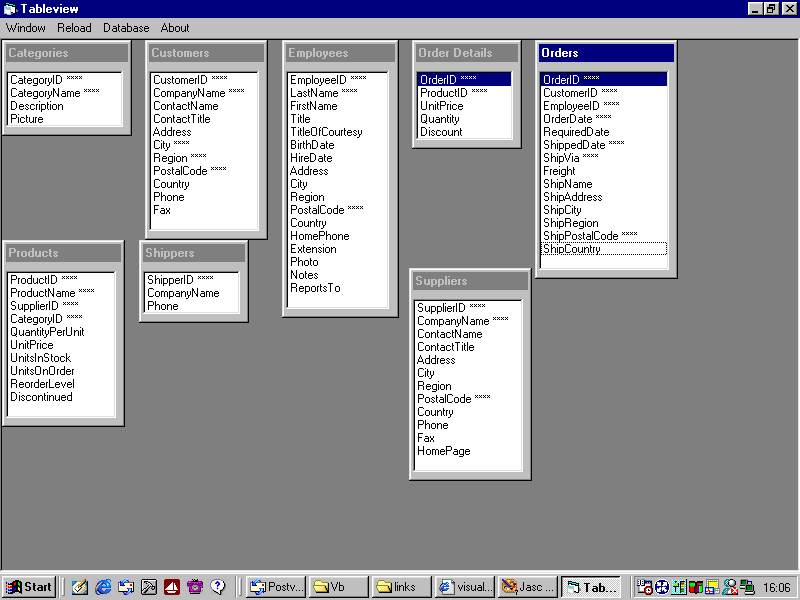 Tableview
Window Reload Database About
Categories
CategoryID ****
CategoryName ****
Description
Picture
Customers
CustomerID ****
CompanyName ****
ContactName
ContactTitle
Address
City ****
Region ****
PostalCode ****
Country
Phone
Fax
Employees
EmployeeID ****
LastName ****
FirstName
Title
TitleOfCourtesy
BirthDate
HireDate
Address
City
Region
PostalCode ****
Country
HomePhone
Extension
Photo
Notes
ReportsTo
Order Details
OrderID ****
ProductID ****
UnitPrice
Quantity
Discount
Orders
OrderID ****
CustomerID ****
EmployeeID ****
OrderDate ****
RequiredDate
ShippedDate ****
ShipVia ****
Freight
ShipName
ShipAddress
ShipCity
ShipRegion
ShipPostalCode ****
ShipCountry
Products
ProductID ****
ProductName ****
SupplierID ****
CategoryID ****
QuantityPerUnit
UnitPrice
UnitsInStock
UnitsOnOrder
ReorderLevel
Discontinued
Shippers
ShipperID ****
CompanyName
Phone
Suppliers
SupplierID ****
CompanyName ****
ContactName
ContactTitle
Address
City
Region
PostalCode ****
Country
Phone
Fax
HomePage
Start Postv... Vb links visual... Jasc ... Tab... 16:06